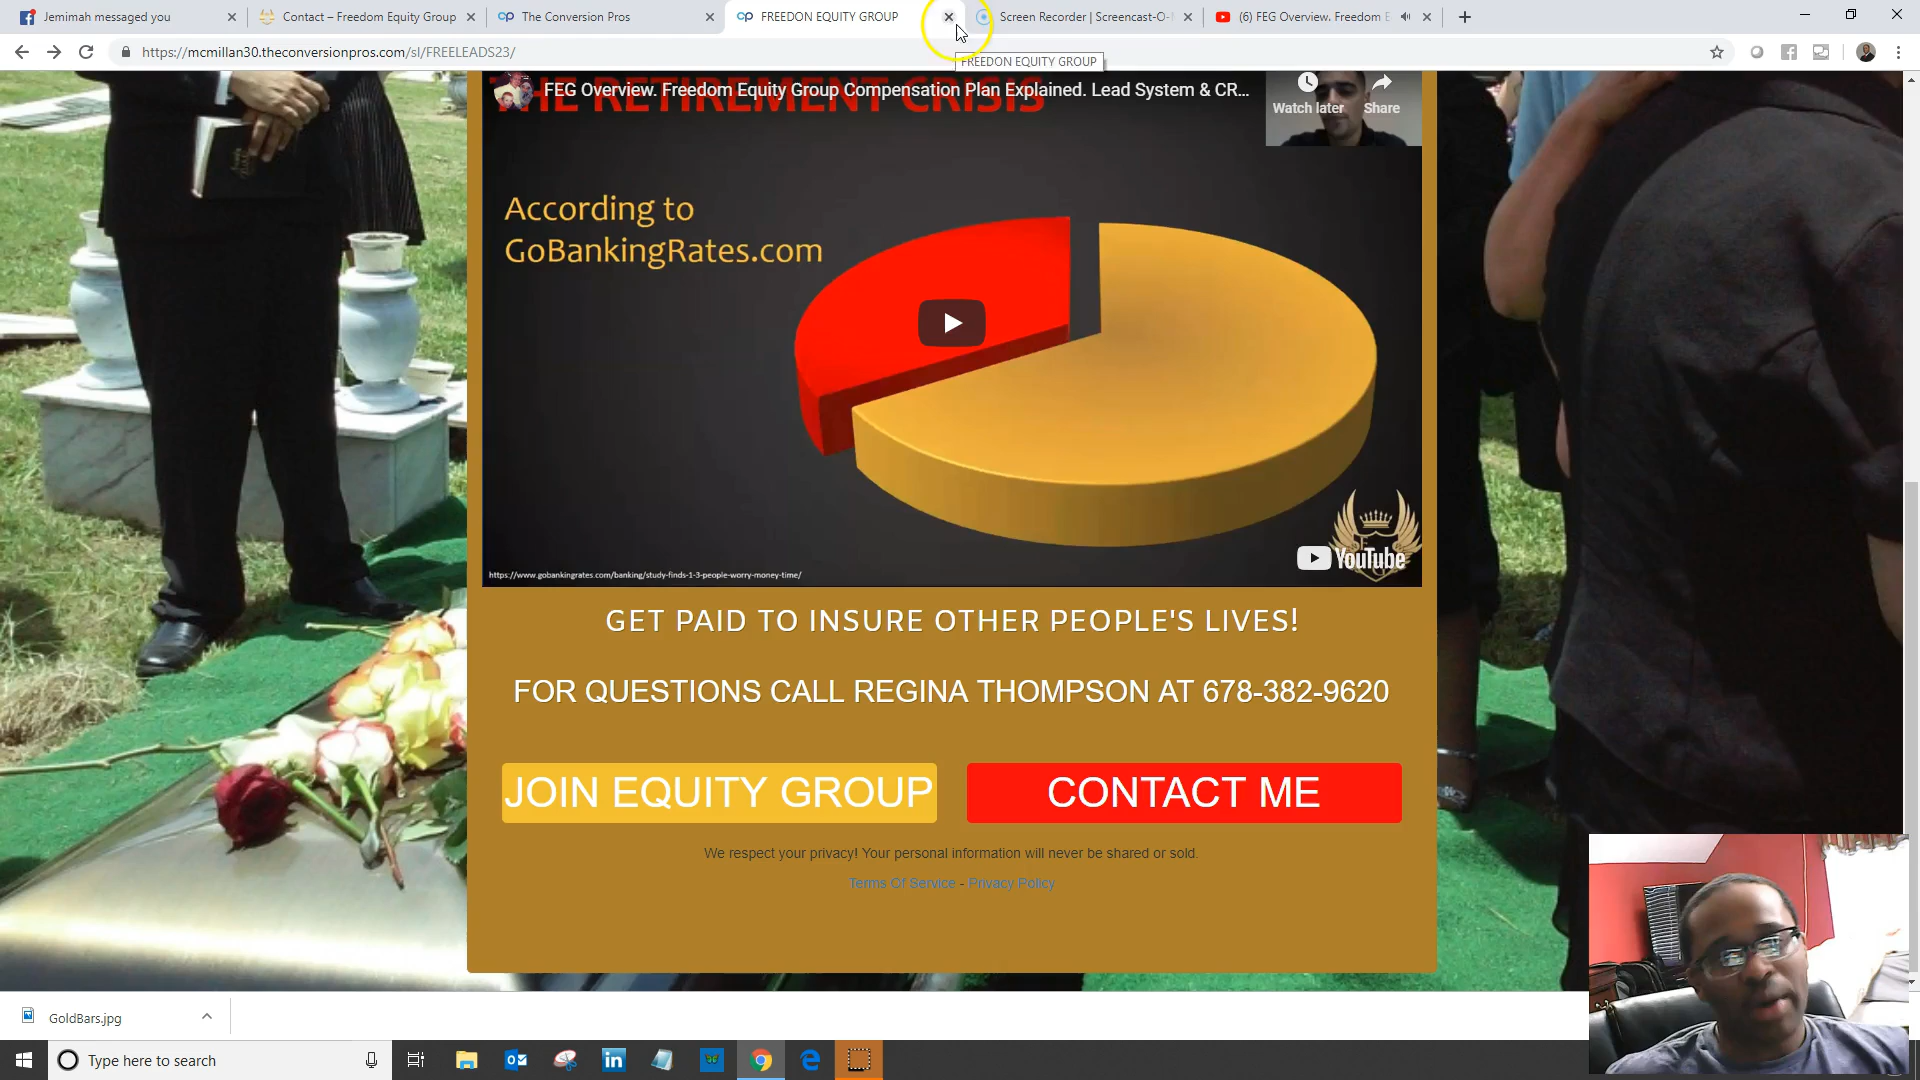 Jemimah messaged you
Contact – Freedom Equity Group
The Conversion Pros
FREEDON EQUITY GROUP
Screen Recorder | Screencast-O-
(6) FEG Overview. Freedom E
https://mcmillan30.theconversionpros.com/sl/FREELEADS23/
FREEDON EQUITY GROUP
THE RETIREMENT CRISIS
FEG Overview. Freedom Equity Group Compensation Plan Explained. Lead System & CR...
Watch later
Share
According to
GoBankingRates.com
https://www.gobankingrates.com/banking/study-finds-1-3-people-worry-money-time/
YouTube
GET PAID TO INSURE OTHER PEOPLE'S LIVES!
FOR QUESTIONS CALL REGINA THOMPSON AT 678-382-9620
JOIN EQUITY GROUP
CONTACT ME
We respect your privacy! Your personal information will never be shared or sold.
Terms Of Service - Privacy Policy
GoldBars.jpg
Type here to search